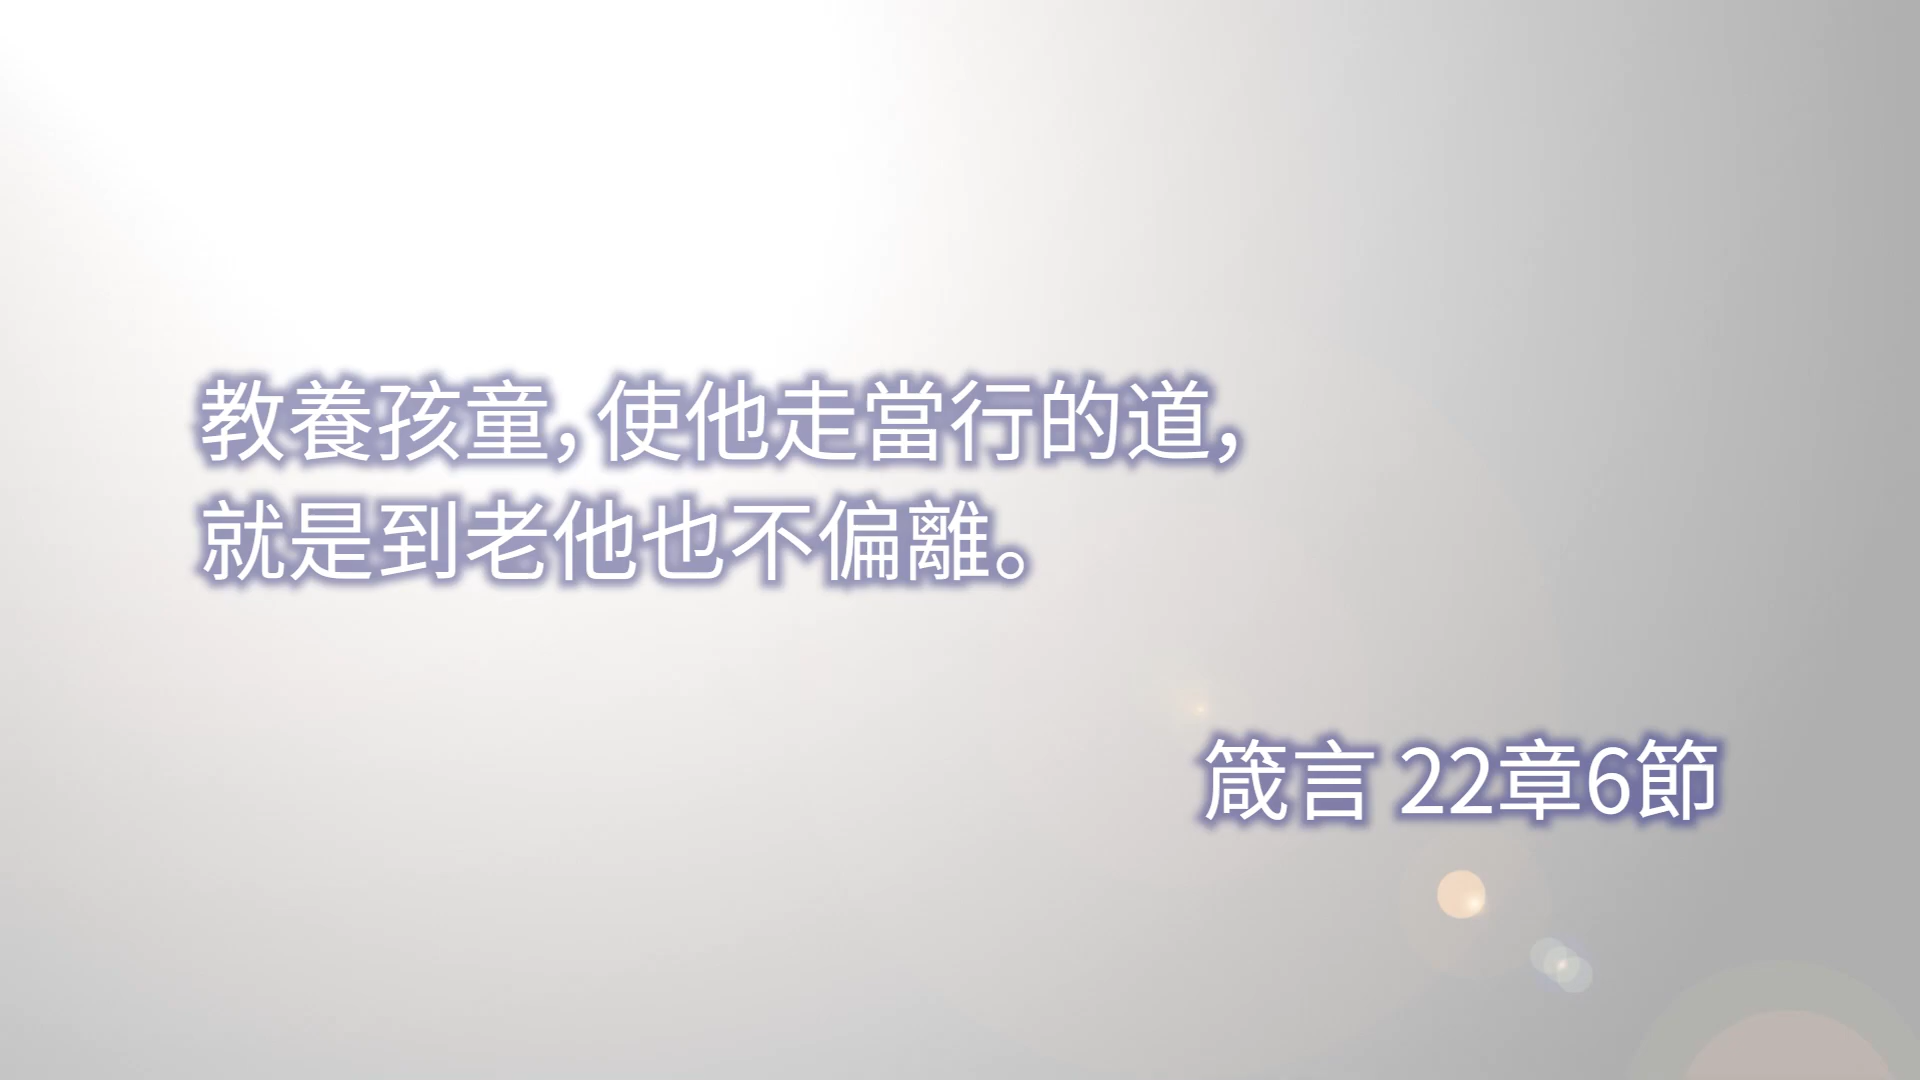 教養孩童，使他走當行的道，
就是到老他也不偏離。
箴言 22章6節